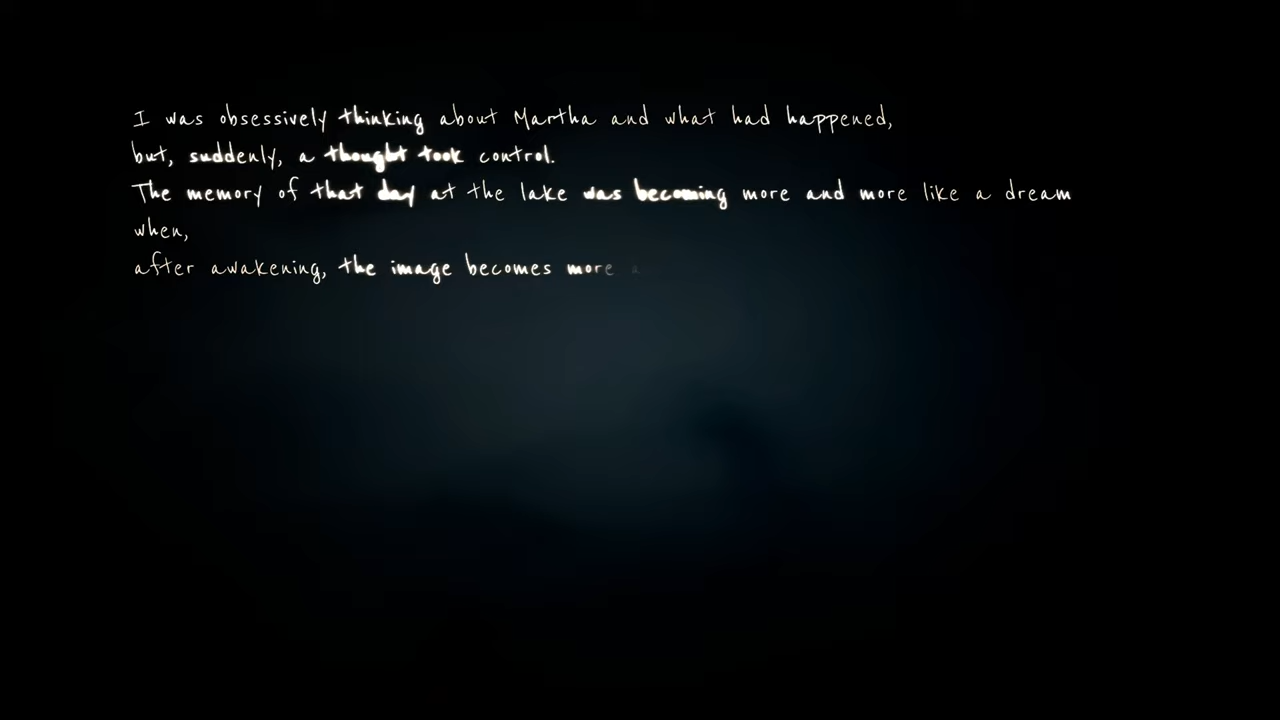 I was obsessively thinking about Martha and what had happened,
but, suddenly, a thought took control.
The memory of that day at the lake was becoming more and more like a dream
when,
after awakening, the image becomes more